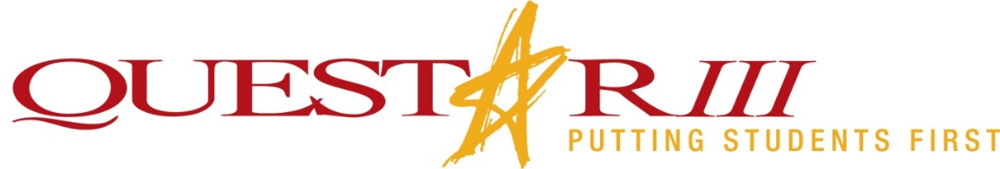 QUESTAR III
PUTTING STUDENTS FIRST